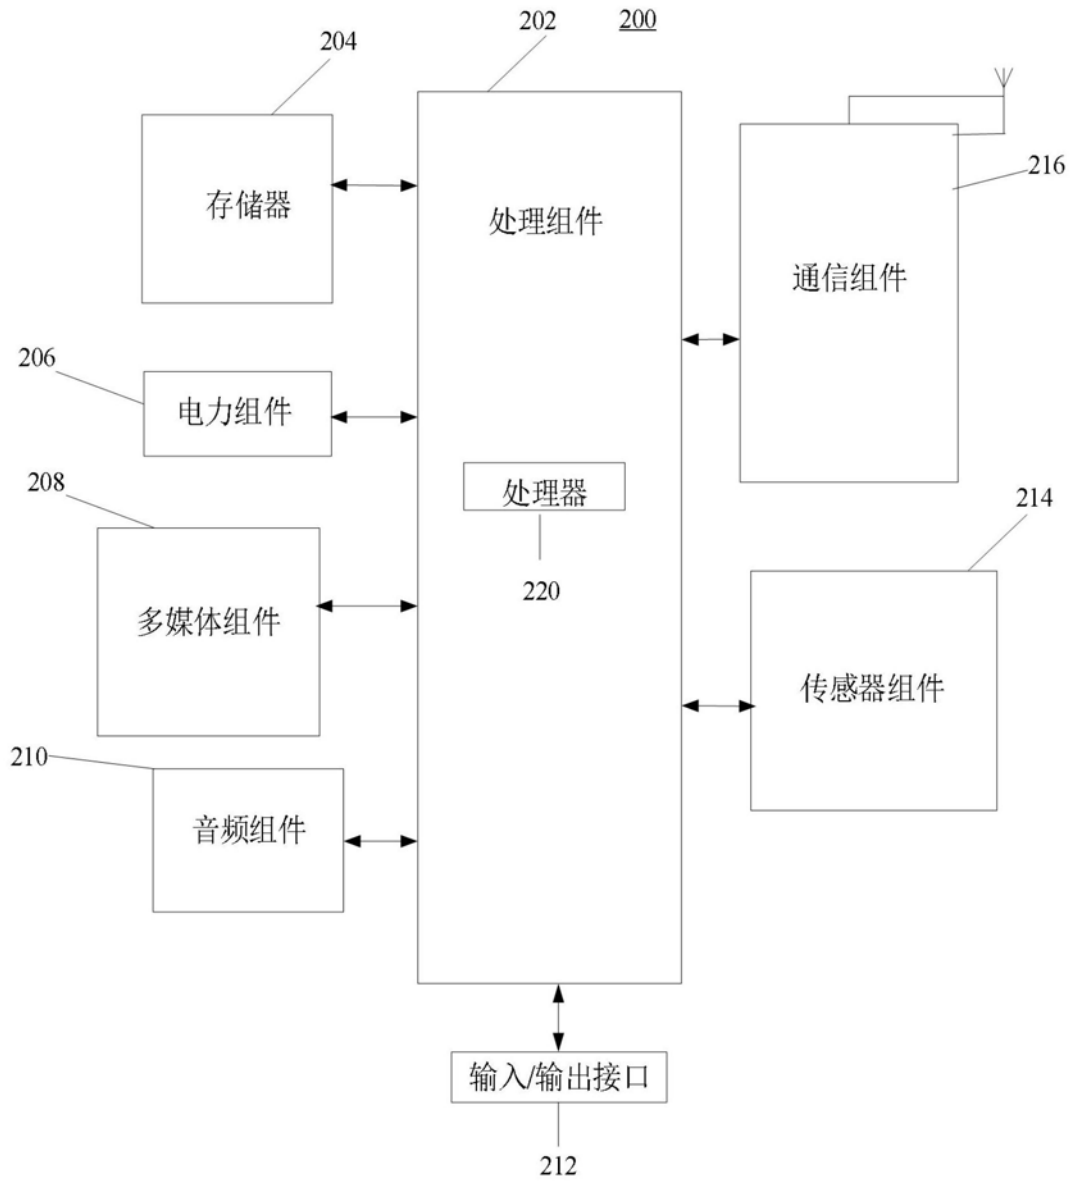 202
200
204
存储器
处理组件
216
通信组件
206
电力组件
208
处理器
214
220
多媒体组件
传感器组件
210
音频组件
输入/输出接口
212